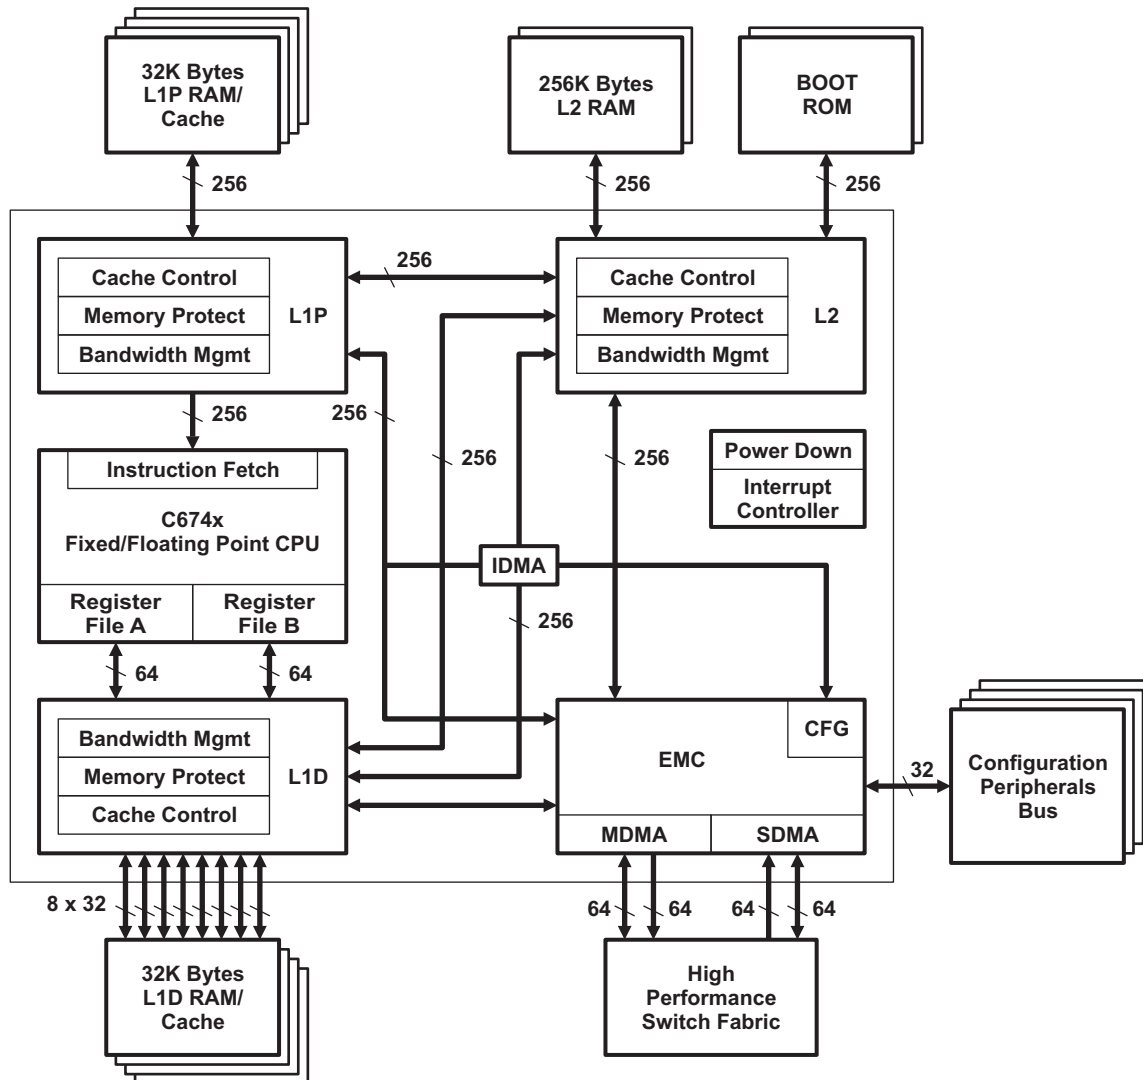 32K Bytes
L1P RAM/
Cache
256K Bytes
L2 RAM
BOOT
ROM
256
256
256
Cache Control
Memory Protect
Bandwidth Mgmt
L1P
256
Cache Control
Memory Protect
Bandwidth Mgmt
L2
256
256
256
256
Instruction Fetch
C674x
Fixed/Floating Point CPU
Register
File A
Register
File B
Power Down
Interrupt
Controller
IDMA
256
64
64
Bandwidth Mgmt
Memory Protect
Cache Control
L1D
EMC
CFG
MDMA
SDMA
32
Configuration
Peripherals
Bus
8 x 32
64
64
64
64
32K Bytes
L1D RAM/
Cache
High
Performance
Switch Fabric